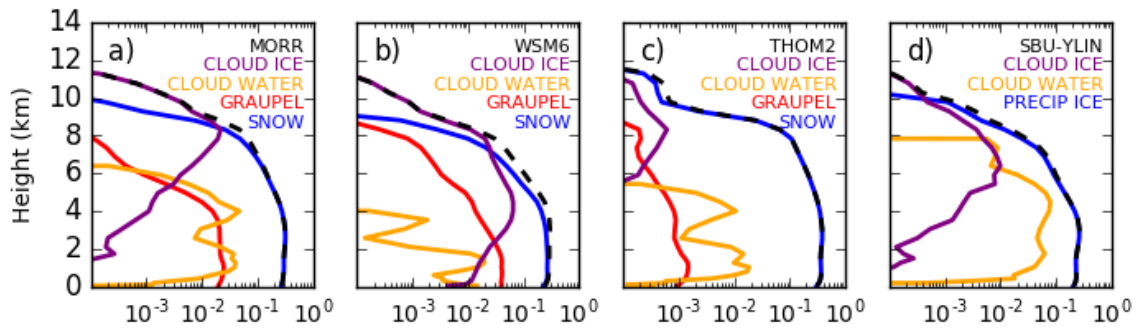 14
12
10
8
6
4
2
0
Height (km)
a)
MORR
CLOUD ICE
CLOUD WATER
GRAUPEL
SNOW
10^-3 10^-2 10^-1 10^0
b)
WSM6
CLOUD ICE
CLOUD WATER
GRAUPEL
SNOW
10^-3 10^-2 10^-1 10^0
c)
THOM2
CLOUD ICE
CLOUD WATER
GRAUPEL
SNOW
10^-3 10^-2 10^-1 10^0
d)
SBU-YLIN
CLOUD ICE
CLOUD WATER
PRECIP ICE
10^-3 10^-2 10^-1 10^0